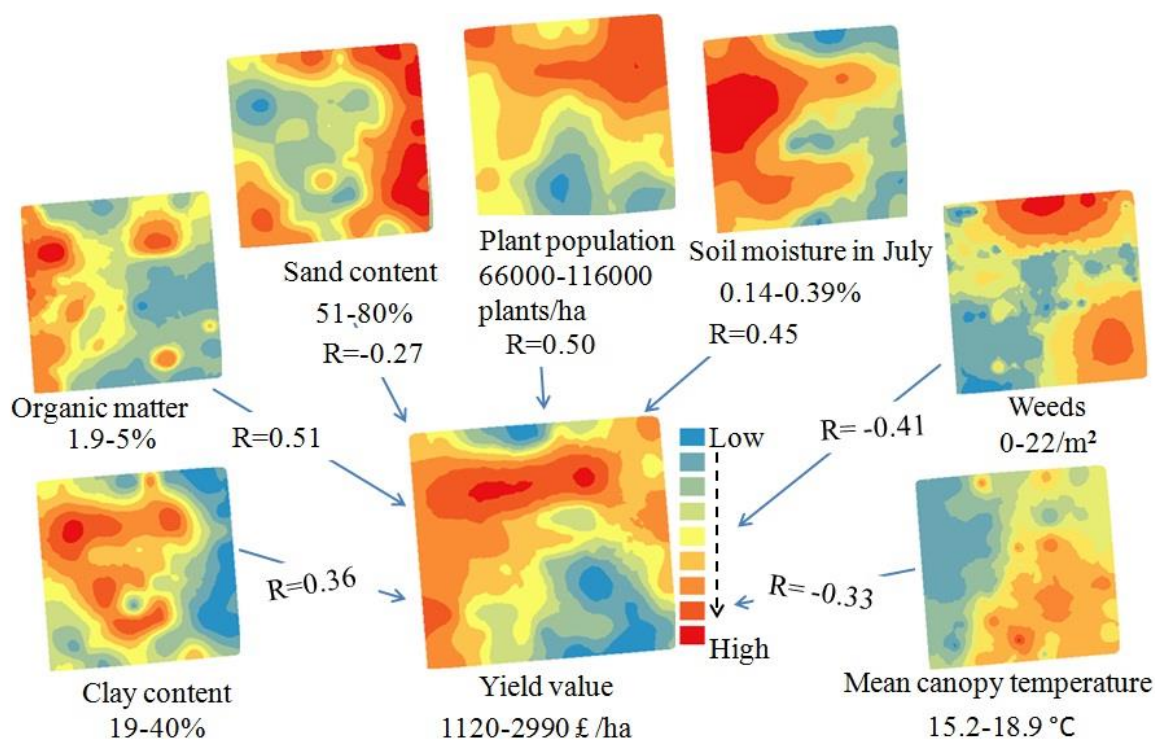 Sand content
51-80%
R=-0.27
Plant population
66000-116000
plants/ha
R=0.50
Soil moisture in July
0.14-0.39%
R=0.45
Organic matter
1.9-5%
R=0.51
Weeds
0-22/m²
R= -0.41
Low
High
Clay content
19-40%
R=0.36
Yield value
1120-2990 £ /ha
R= -0.33
Mean canopy temperature
15.2-18.9 °C